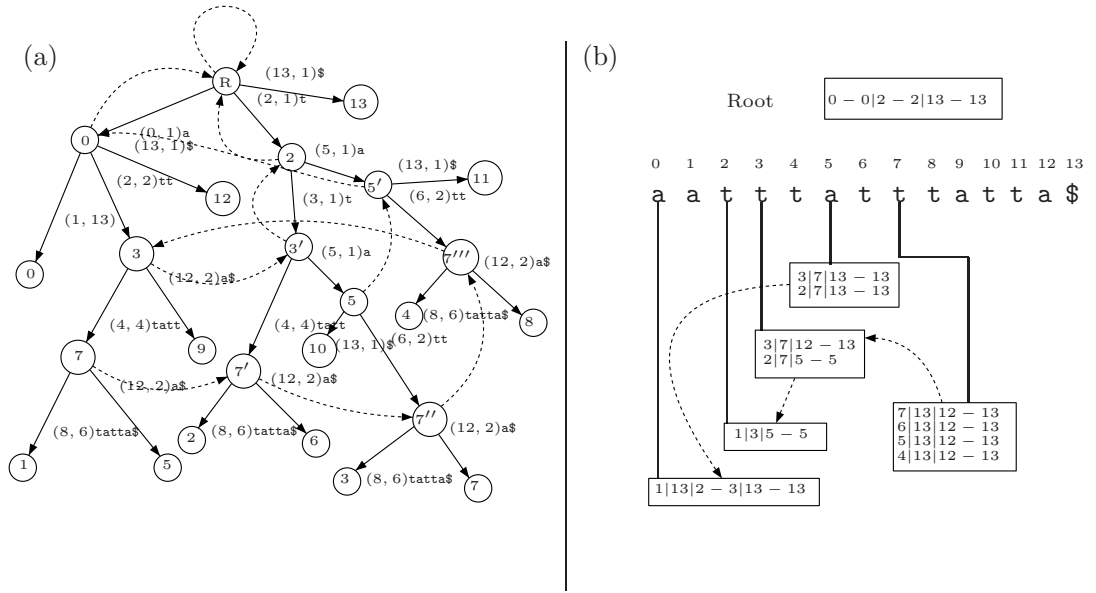 (a)
R
(13, 1)$
(2, 1)t
13
0
(0, 1)a
(13, 1)$
2
(5, 1)a
5′
(13, 1)$
11
(6, 2)tt
(2, 2)tt
12
(3, 1)t
(1, 13)
3
3′
(5, 1)a
7′′′
(12, 2)a$
0
(12, 2)a$
5
4
(8, 6)tatta$
8
(4, 4)tatt
9
(4, 4)tatt
10
(13, 1)$
(6, 2)tt
7
(12, 2)a$
7′
(12, 2)a$
7′′
(12, 2)a$
(8, 6)tatta$
2
(8, 6)tatta$
6
1
5
3
(8, 6)tatta$
7
(b)
Root
0 − 0|2 − 2|13 − 13
0 1 2 3 4 5 6 7 8 9 10 11 12 13
a a t t t a t t t a t t a $
3|7|13 − 13
2|7|13 − 13
3|7|12 − 13
2|7|5 − 5
1|3|5 − 5
7|13|12 − 13
6|13|12 − 13
5|13|12 − 13
4|13|12 − 13
1|13|2 − 3|13 − 13